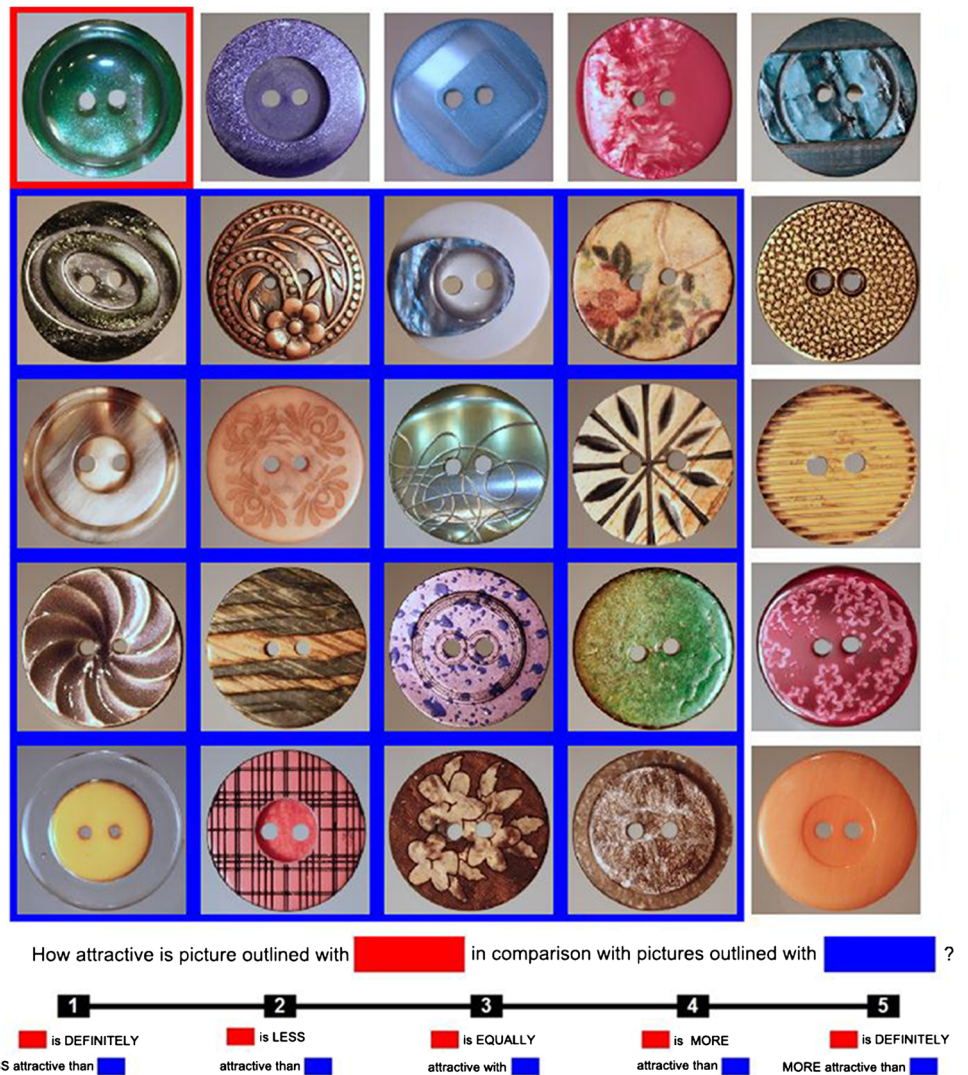 How attractive is picture outlined with in comparison with pictures outlined with ?
1 2 3 4 5
is DEFINITELY is LESS is EQUALLY is MORE is DEFINITELY
S attractive than attractive than attractive with attractive than MORE attractive than